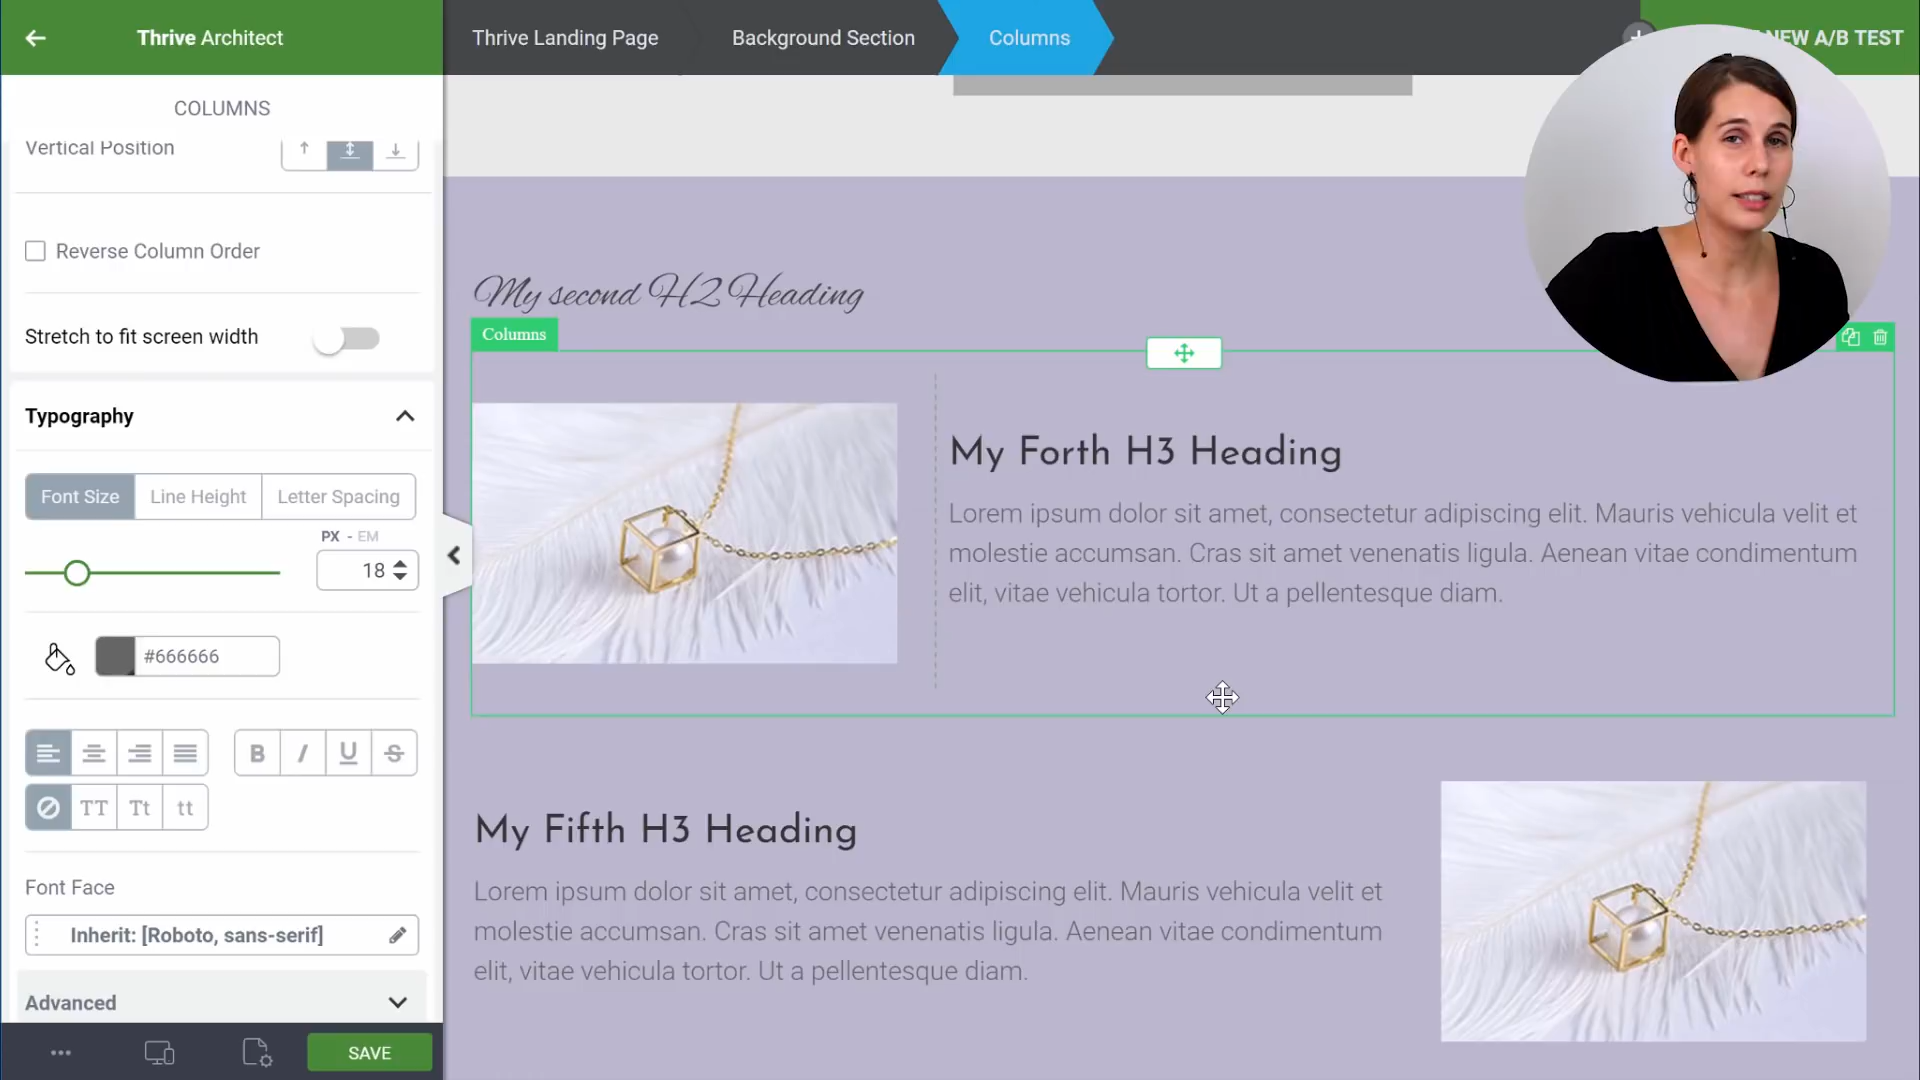 Thrive Architect
Thrive Landing Page
Background Section
Columns
NEW A/B TEST
COLUMNS
Vertical Position
Reverse Column Order
Stretch to fit screen width
Typography
Font Size
Line Height
Letter Spacing
PX - EM
18
#666666
B I U S
TT Tt tt
Font Face
Inherit: [Roboto, sans-serif]
Advanced
SAVE
My second H2 Heading
Columns
My Forth H3 Heading
Lorem ipsum dolor sit amet, consectetur adipiscing elit. Mauris vehicula velit et
molestie accumsan. Cras sit amet venenatis ligula. Aenean vitae condimentum
elit, vitae vehicula tortor. Ut a pellentesque diam.
My Fifth H3 Heading
Lorem ipsum dolor sit amet, consectetur adipiscing elit. Mauris vehicula velit et
molestie accumsan. Cras sit amet venenatis ligula. Aenean vitae condimentum
elit, vitae vehicula tortor. Ut a pellentesque diam.